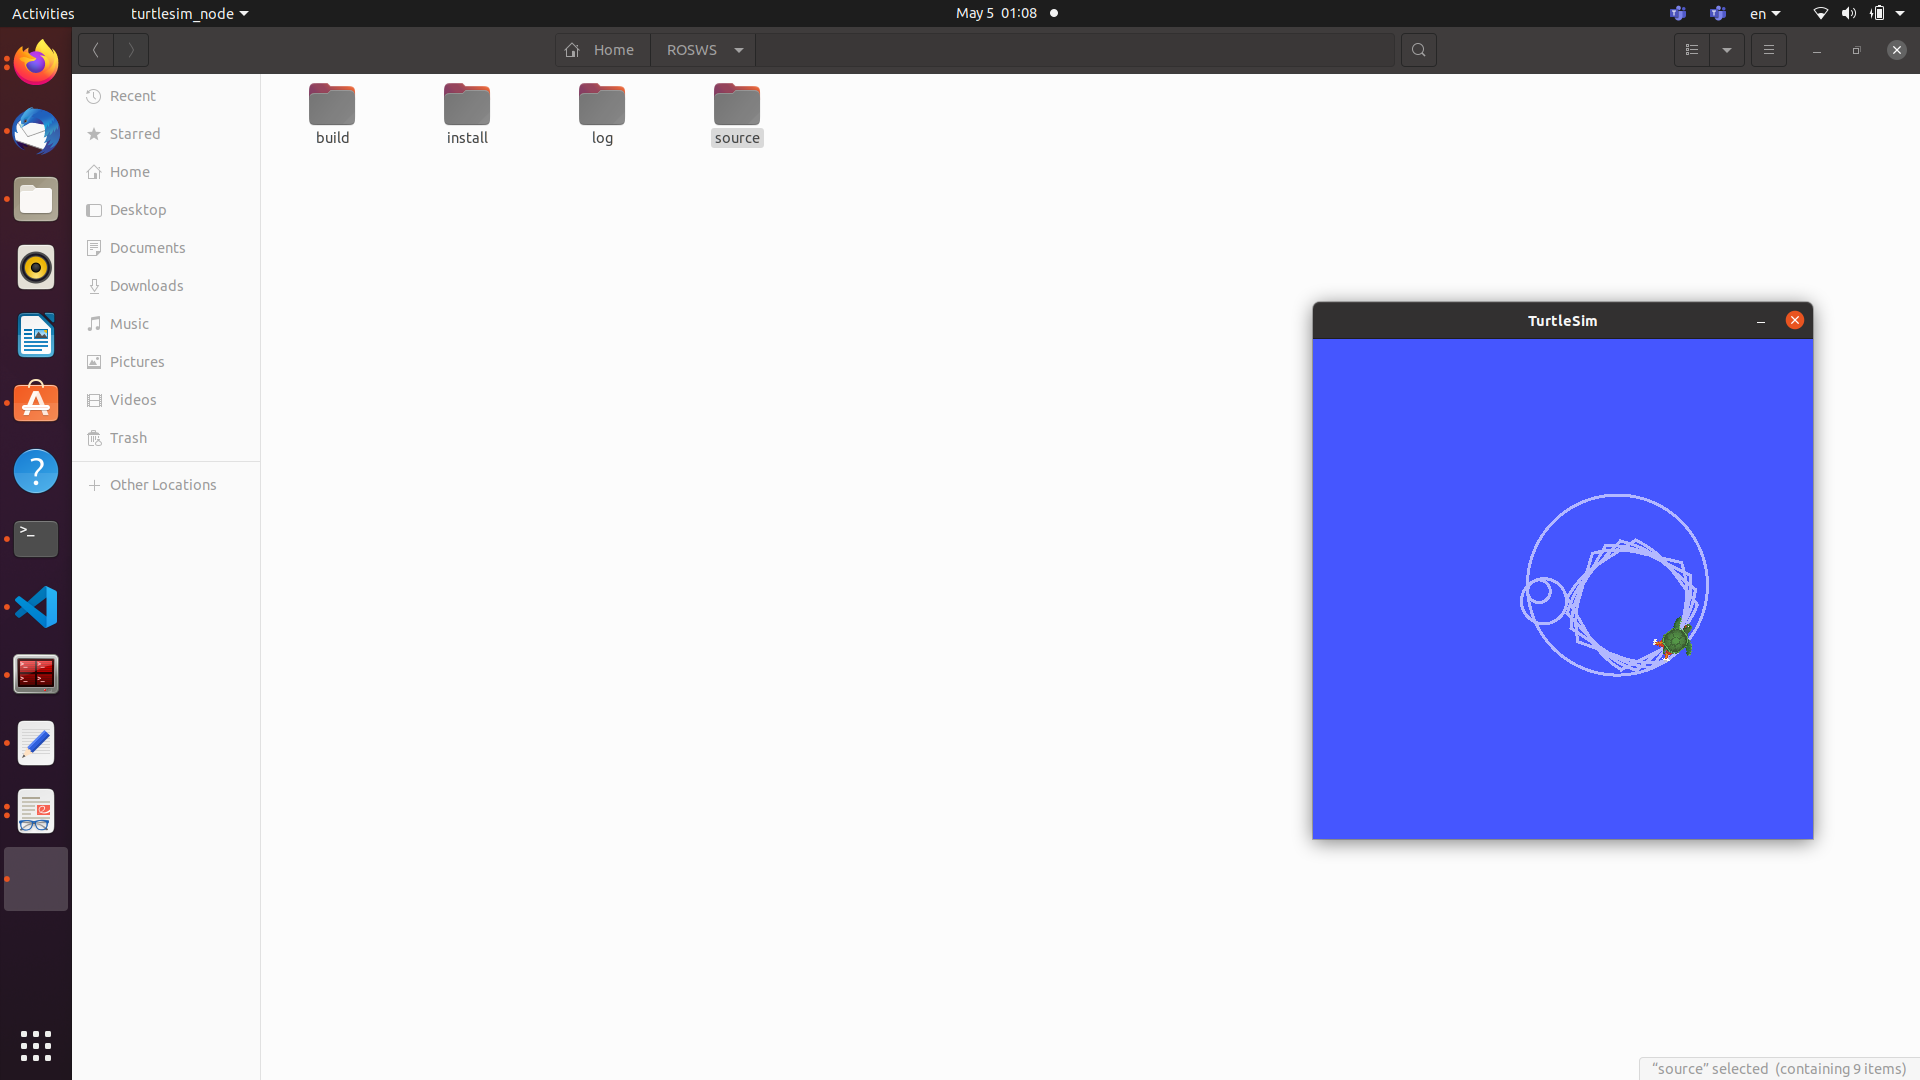 Activities
turtlesim_node
May 5 01:08
en
Home
ROSWS
Recent
Starred
Home
Desktop
Documents
Downloads
Music
Pictures
Videos
Trash
Other Locations
build
install
log
source
TurtleSim
“source” selected (containing 9 items)